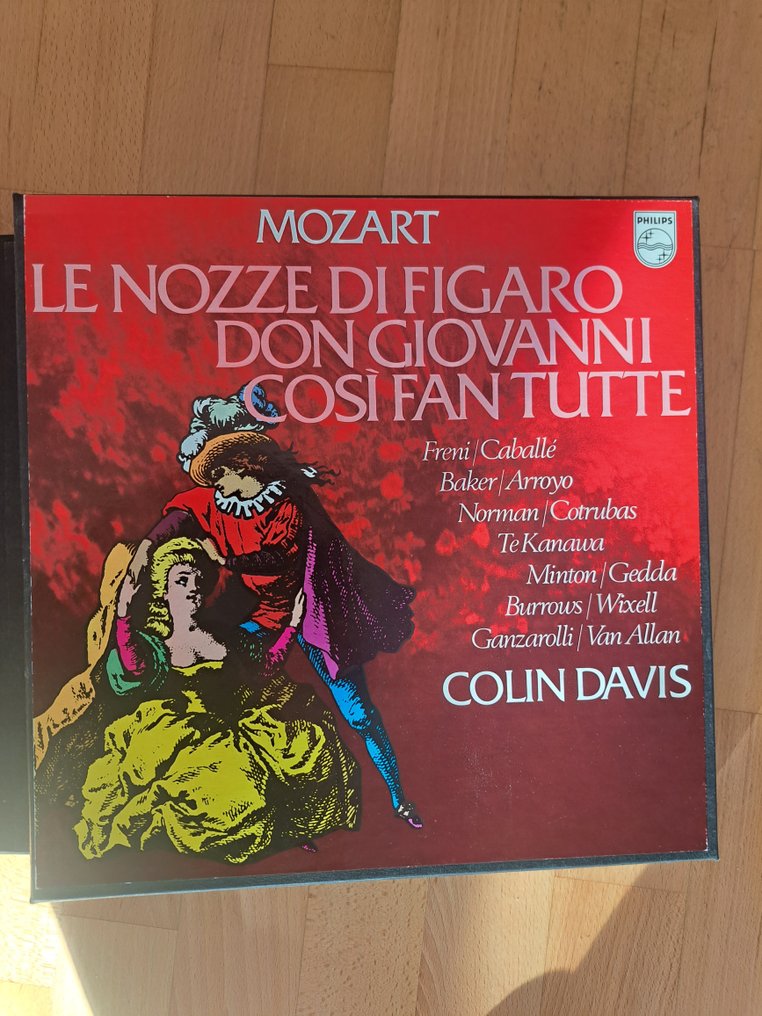 MOZART
PHILIPS
LE NOZZE DI FIGARO
DON GIOVANNI
COSÌ FAN TUTTE
Freni/Caballé
Baker/Arroyo
Norman/Cotrubas
Te Kanawa
Minton/Gedda
Burrows/Wixell
Ganzarolli/Van Allan
COLIN DAVIS